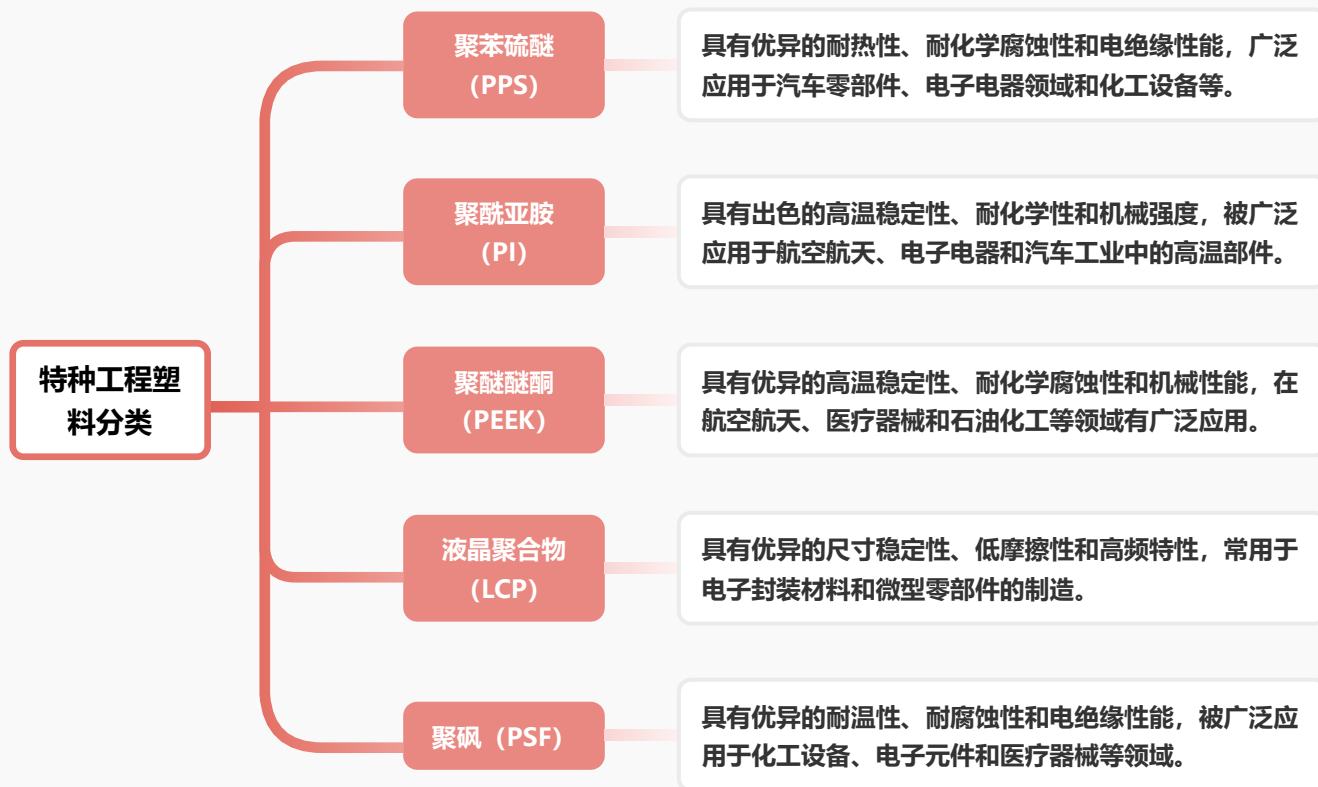 特种工程塑
料分类
聚苯硫醚
（PPS）
具有优异的耐热性、耐化学腐蚀性和电绝缘性能，广泛
应用于汽车零部件、电子电器领域和化工设备等。
聚酰亚胺
（PI）
具有出色的高温稳定性、耐化学性和机械强度，被广泛
应用于航空航天、电子电器和汽车工业中的高温部件。
聚醚醚酮
（PEEK）
具有优异的高温稳定性、耐化学腐蚀性和机械性能，在
航空航天、医疗器械和石油化工等领域有广泛应用。
液晶聚合物
（LCP）
具有优异的尺寸稳定性、低摩擦性和高频特性，常用于
电子封装材料和微型零部件的制造。
聚砜（PSF）
具有优异的耐温性、耐腐蚀性和电绝缘性能，被广泛应
用于化工设备、电子元件和医疗器械等领域。